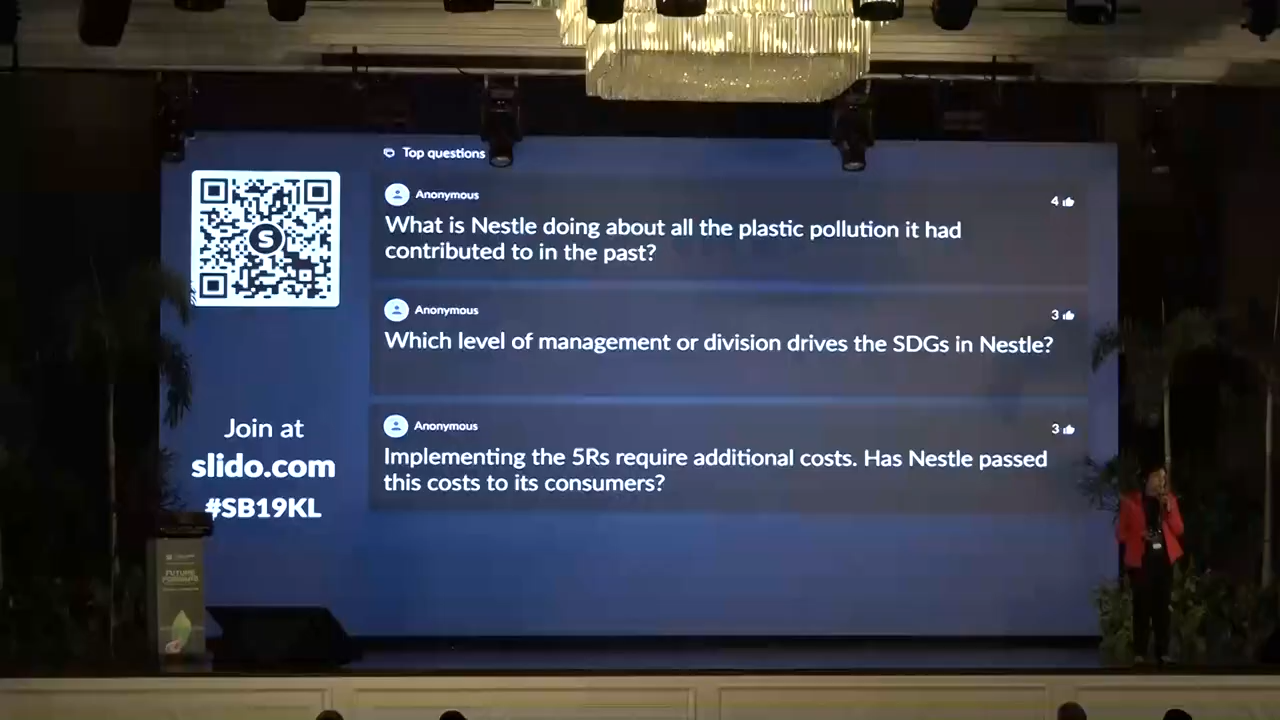 Top questions
Anonymous
4
What is Nestle doing about all the plastic pollution it had
contributed to in the past?
Anonymous
3
Which level of management or division drives the SDGs in Nestle?
Anonymous
3
Implementing the 5Rs require additional costs. Has Nestle passed
this costs to its consumers?
S
Join at
slido.com
#SB19KL
FUTURE
FORWARD